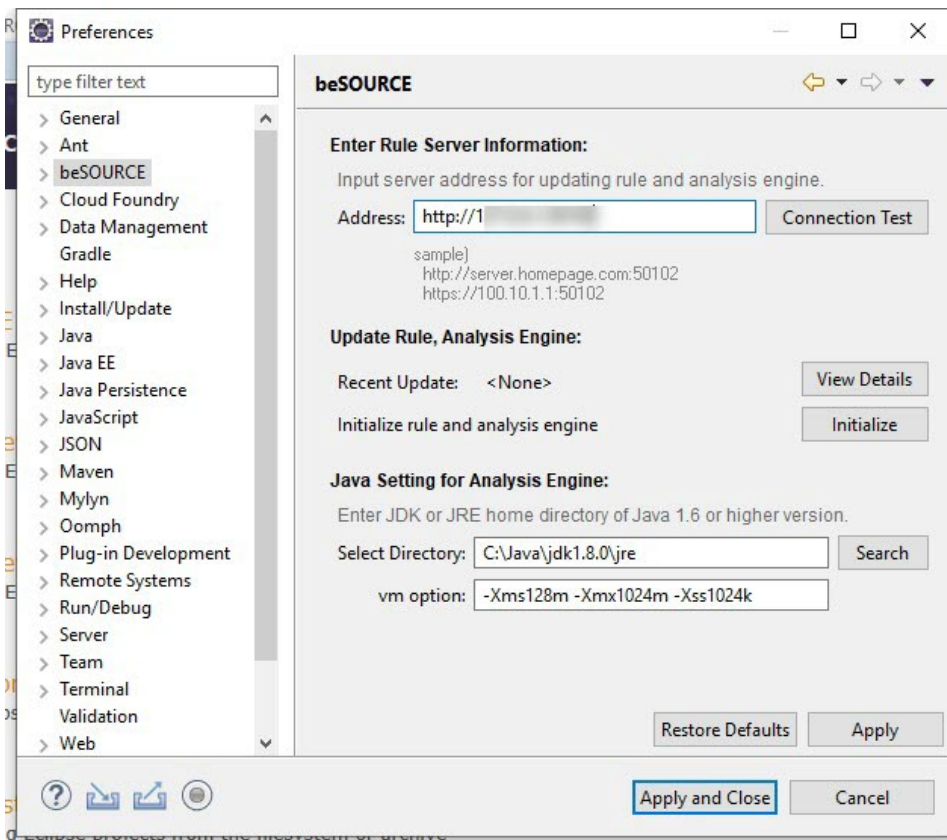 Preferences
type filter text
General
Ant
beSOURCE
Cloud Foundry
Data Management
Gradle
Help
Install/Update
Java
Java EE
Java Persistence
JavaScript
JSON
Maven
Mylyn
Oomph
Plug-in Development
Remote Systems
Run/Debug
Server
Team
Terminal
Validation
Web
beSOURCE
Enter Rule Server Information:
Input server address for updating rule and analysis engine.
Address: http://1
Connection Test
sample)
http://server.homepage.com:50102
https://100.10.1.1:50102
Update Rule, Analysis Engine:
Recent Update: <None>
View Details
Initialize rule and analysis engine
Initialize
Java Setting for Analysis Engine:
Enter JDK or JRE home directory of Java 1.6 or higher version.
Select Directory: C:\Java\jdk1.8.0\jre
Search
vm option: -Xms128m -Xmx1024m -Xss1024k
Restore Defaults
Apply
Apply and Close
Cancel